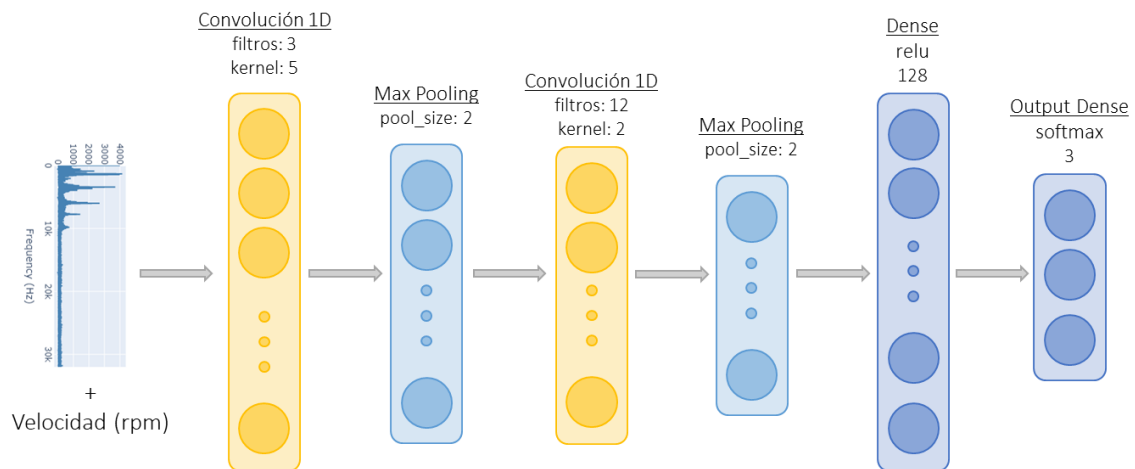 Convolución 1D
filtros: 3
kernel: 5
Max Pooling
pool_size: 2
Convolución 1D
filtros: 12
kernel: 2
Max Pooling
pool_size: 2
Dense
relu
128
Output Dense
softmax
3
0
1000
2000
3000
4000
0
10k
20k
30k
Frequency (Hz)
+
Velocidad (rpm)